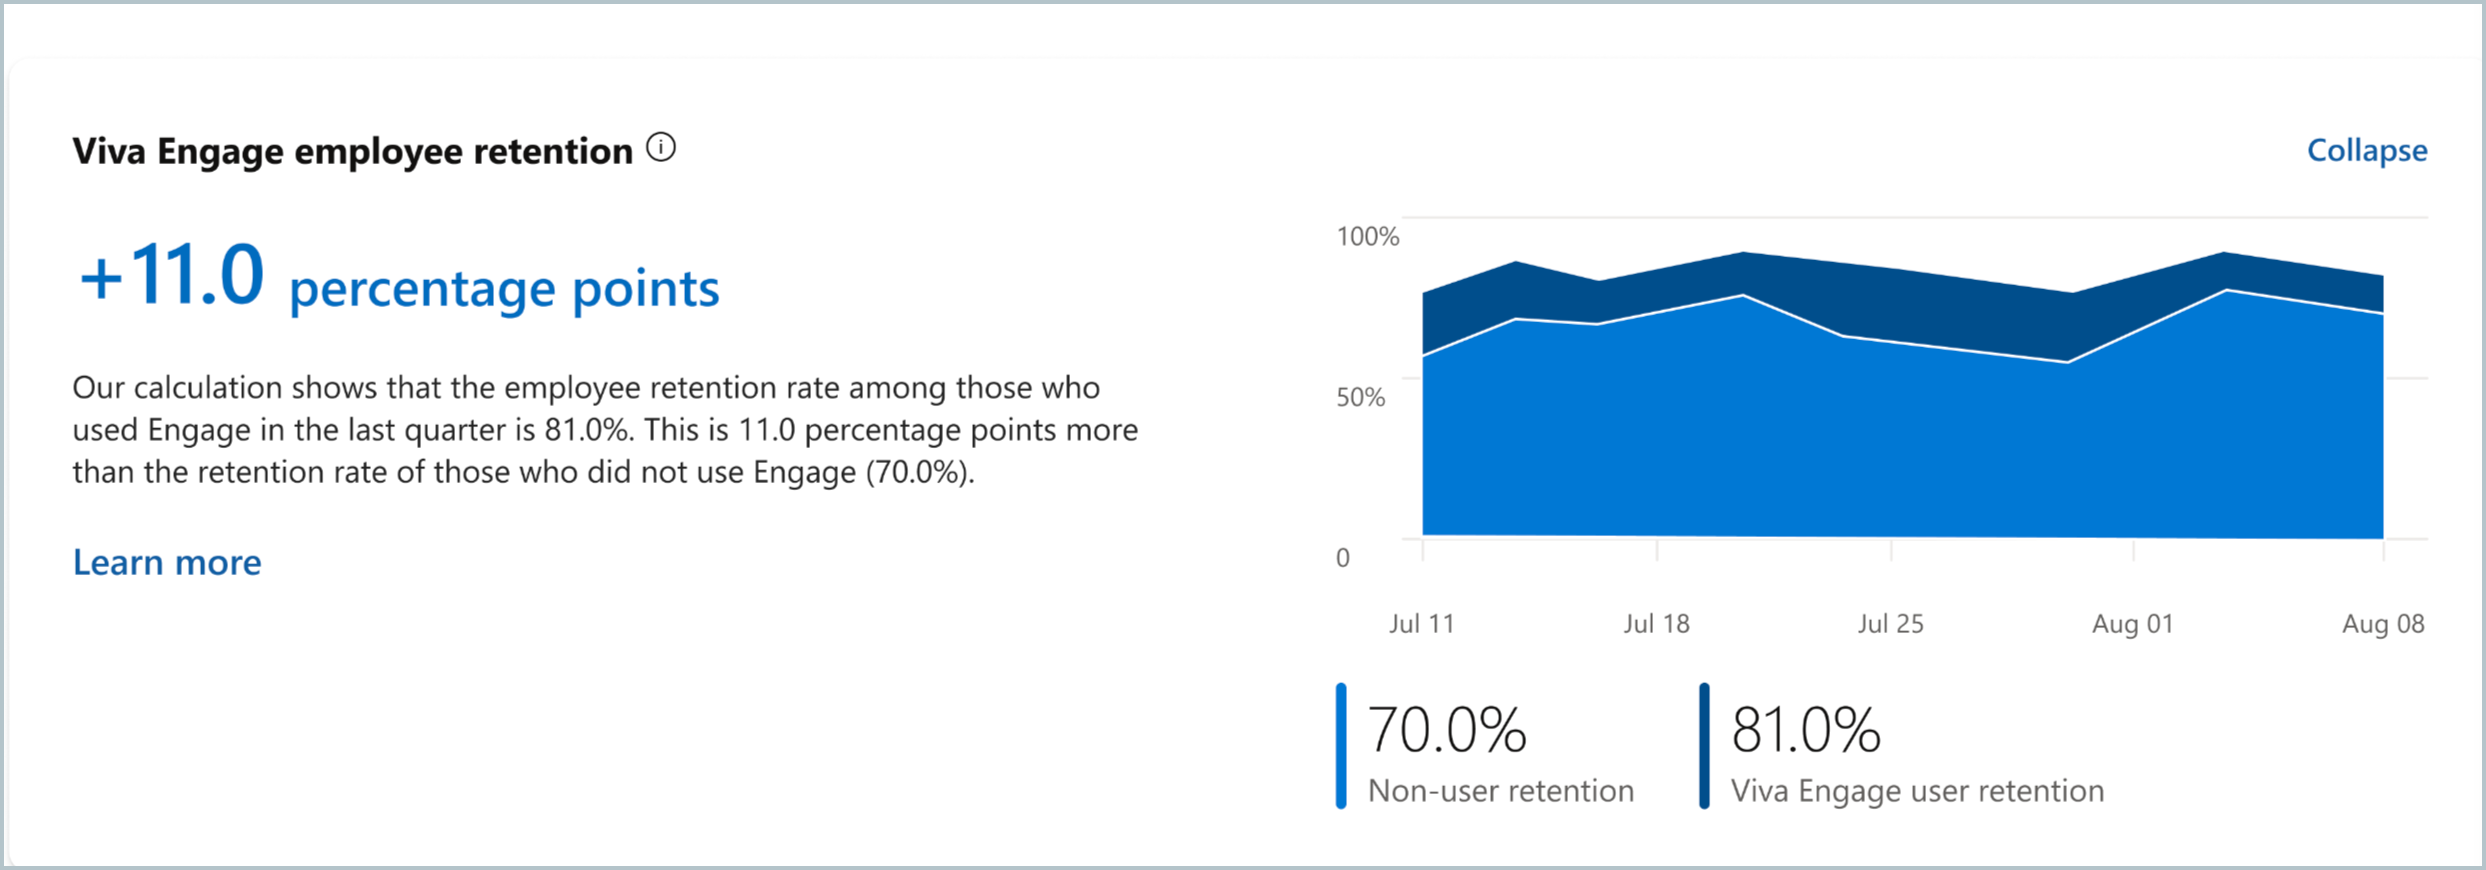 Viva Engage employee retention
Collapse
+11.0 percentage points
Our calculation shows that the employee retention rate among those who
used Engage in the last quarter is 81.0%. This is 11.0 percentage points more
than the retention rate of those who did not use Engage (70.0%).
Learn more
100%
50%
0
Jul 11 Jul 18 Jul 25 Aug 01 Aug 08
70.0%
Non-user retention
81.0%
Viva Engage user retention